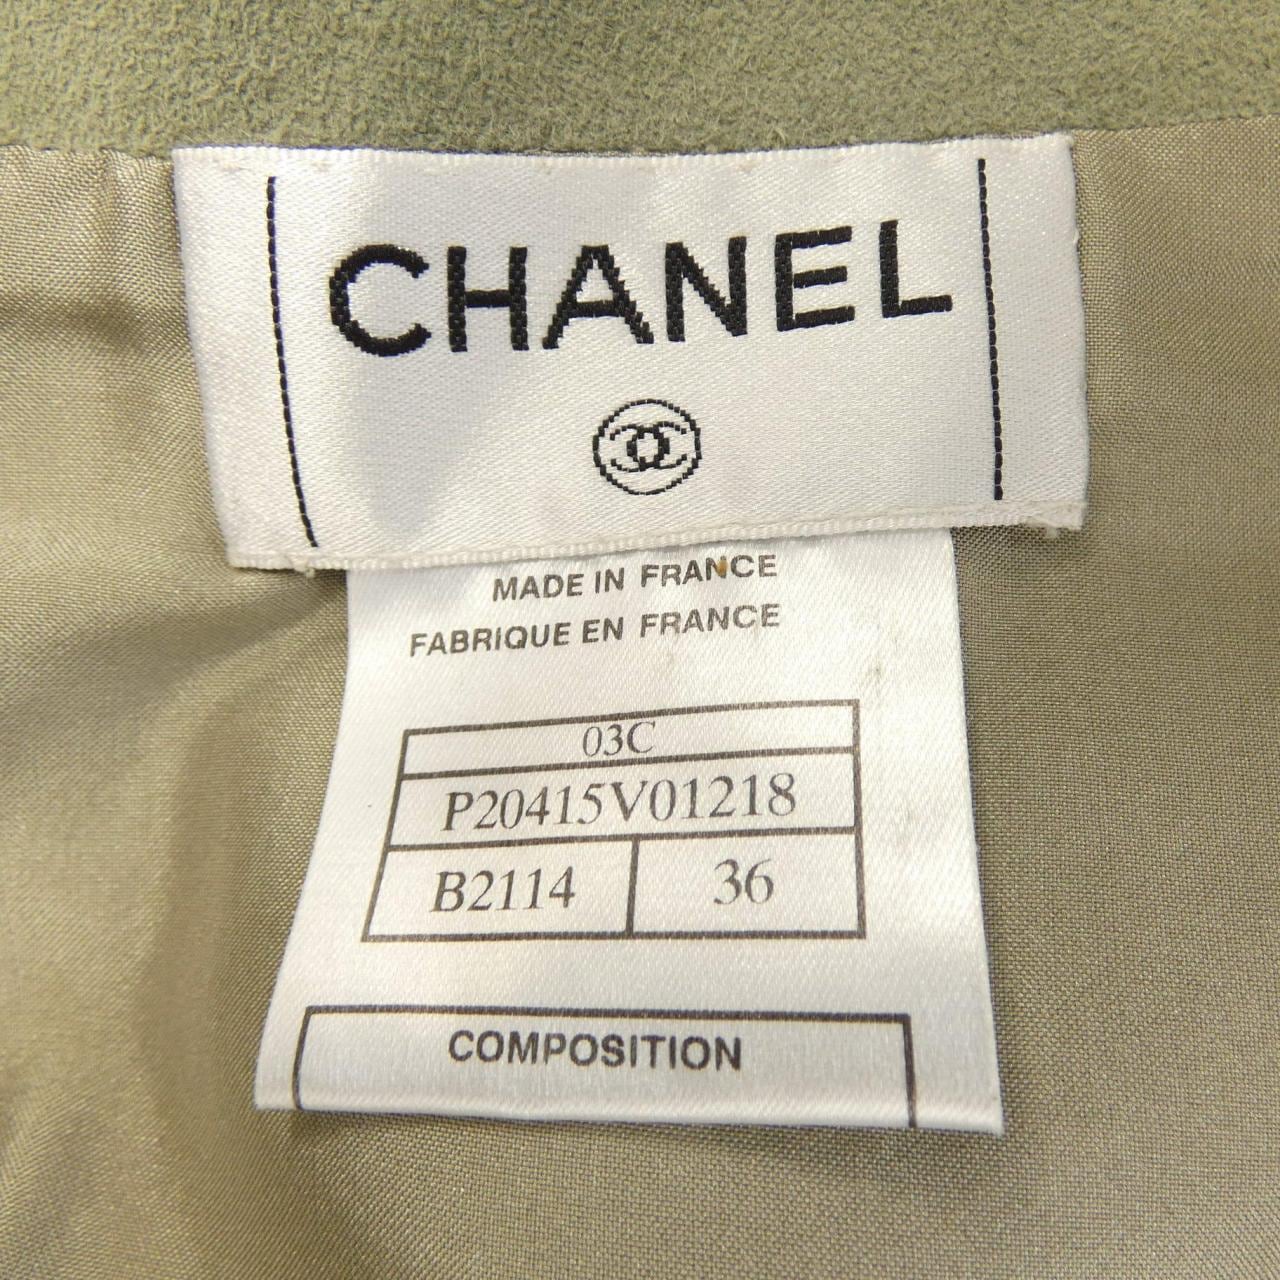 CHANEL
MADE IN FRANCE
FABRIQUE EN FRANCE
03C
P20415V01218
B2114 36
COMPOSITION